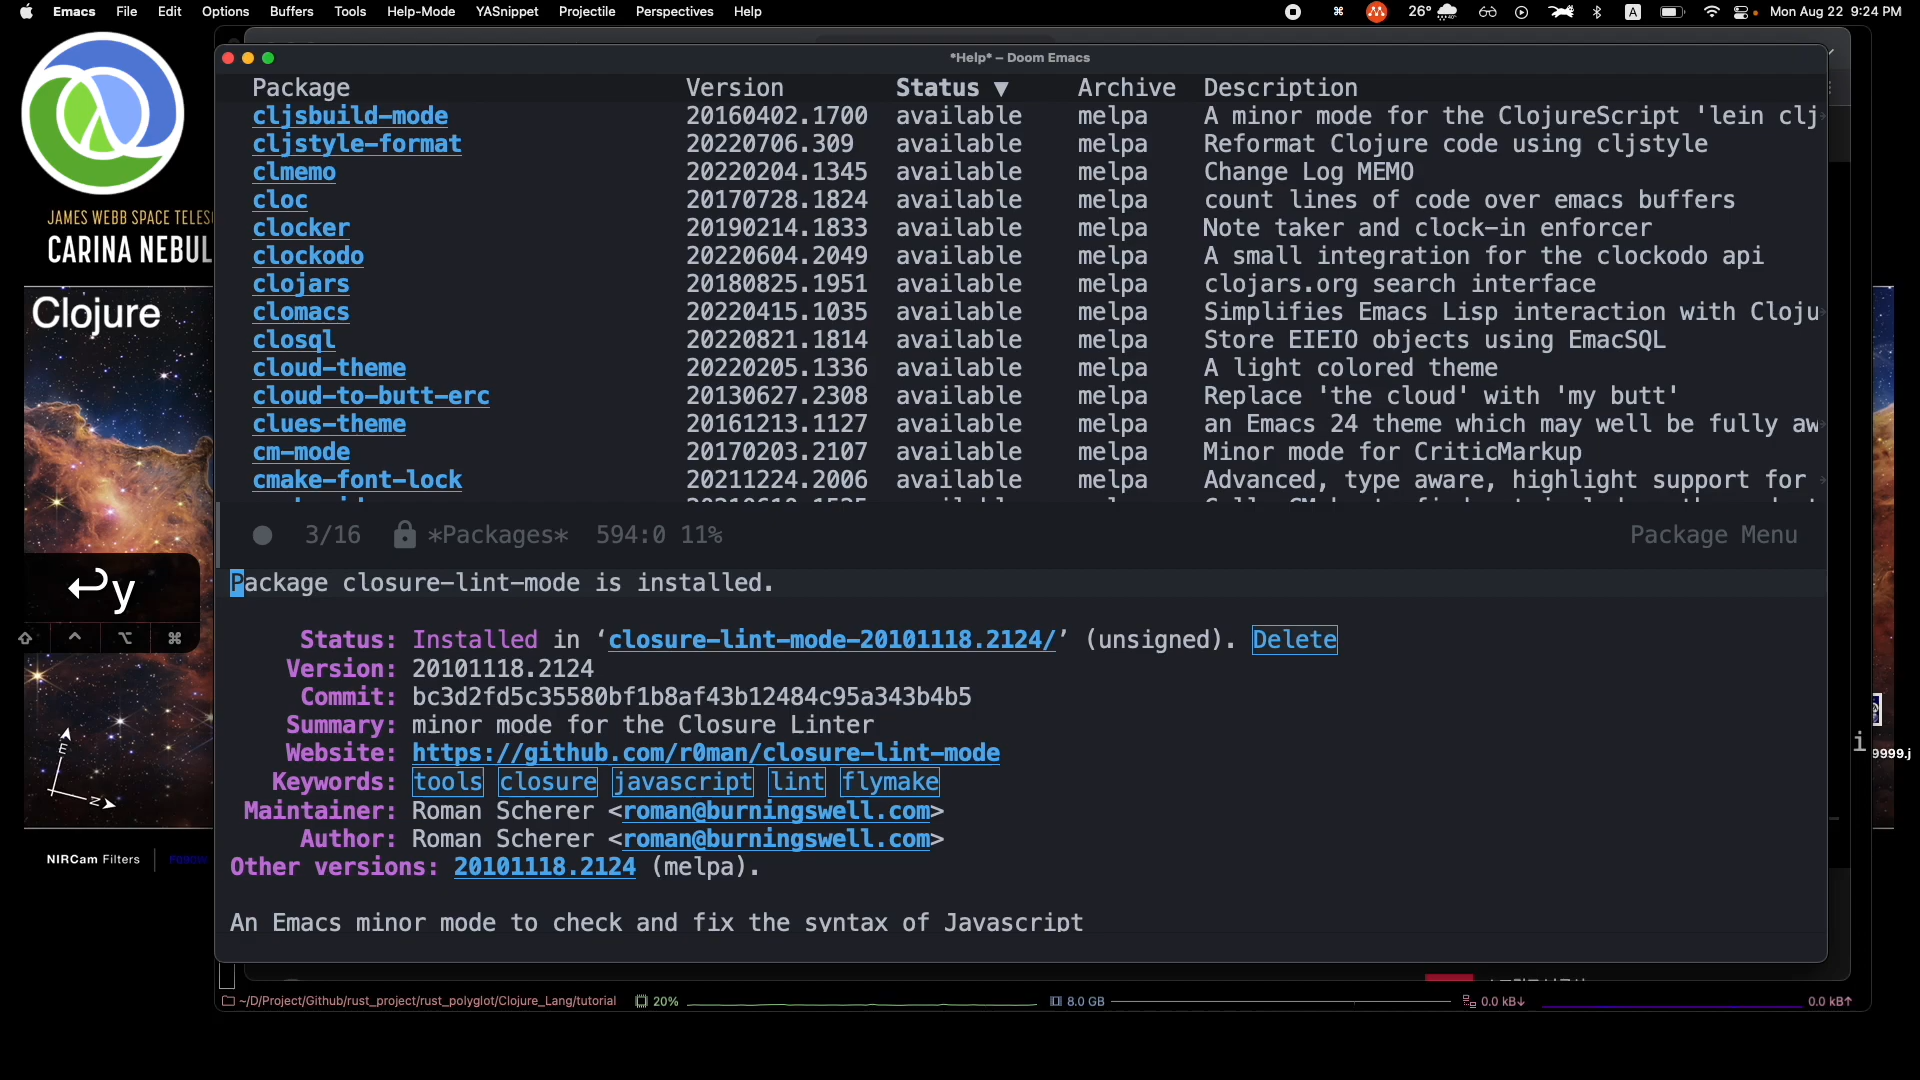 Emacs File Edit Options Buffers Tools Help-Mode YASnippet Projectile Perspectives Help 26° A Mon Aug 22 9:24 PM
*Help* – Doom Emacs
Package Version Status ▼ Archive Description
cljsbuild-mode 20160402.1700 available melpa A minor mode for the ClojureScript 'lein clj
cljstyle-format 20220706.309 available melpa Reformat Clojure code using cljstyle
clmemo 20220204.1345 available melpa Change Log MEMO
cloc 20170728.1824 available melpa count lines of code over emacs buffers
clocker 20190214.1833 available melpa Note taker and clock-in enforcer
clockodo 20220604.2049 available melpa A small integration for the clockodo api
clojars 20180825.1951 available melpa clojars.org search interface
clomacs 20220415.1035 available melpa Simplifies Emacs Lisp interaction with Cloju
closql 20220821.1814 available melpa Store EIEIO objects using EmacSQL
cloud-theme 20220205.1336 available melpa A light colored theme
cloud-to-butt-erc 20130627.2308 available melpa Replace 'the cloud' with 'my butt'
clues-theme 20161213.1127 available melpa an Emacs 24 theme which may well be fully aw
cm-mode 20170203.2107 available melpa Minor mode for CriticMarkup
cmake-font-lock 20211224.2006 available melpa Advanced, type aware, highlight support for
3/16 *Packages* 594:0 11% Package Menu
Package closure-lint-mode is installed.
Status: Installed in ‘closure-lint-mode-20101118.2124/’ (unsigned). Delete
Version: 20101118.2124
Commit: bc3d2fd5c35580bf1b8af43b12484c95a343b4b5
Summary: minor mode for the Closure Linter
Website: https://github.com/r0man/closure-lint-mode
Keywords: tools closure javascript lint flymake
Maintainer: Roman Scherer <roman@burningswell.com>
Author: Roman Scherer <roman@burningswell.com>
Other versions: 20101118.2124 (melpa).
An Emacs minor mode to check and fix the syntax of Javascript
~/D/Project/Github/rust_project/rust_polyglot/Clojure_Lang/tutorial 20% 8.0 GB 0.0 kB↓ 0.0 kB↑
JAMES WEBB SPACE TELES
CARINA NEBUL
Clojure
↩y
⇧ ^ ⌥ ⌘
E
N
NIRCam Filters
i
9999.j